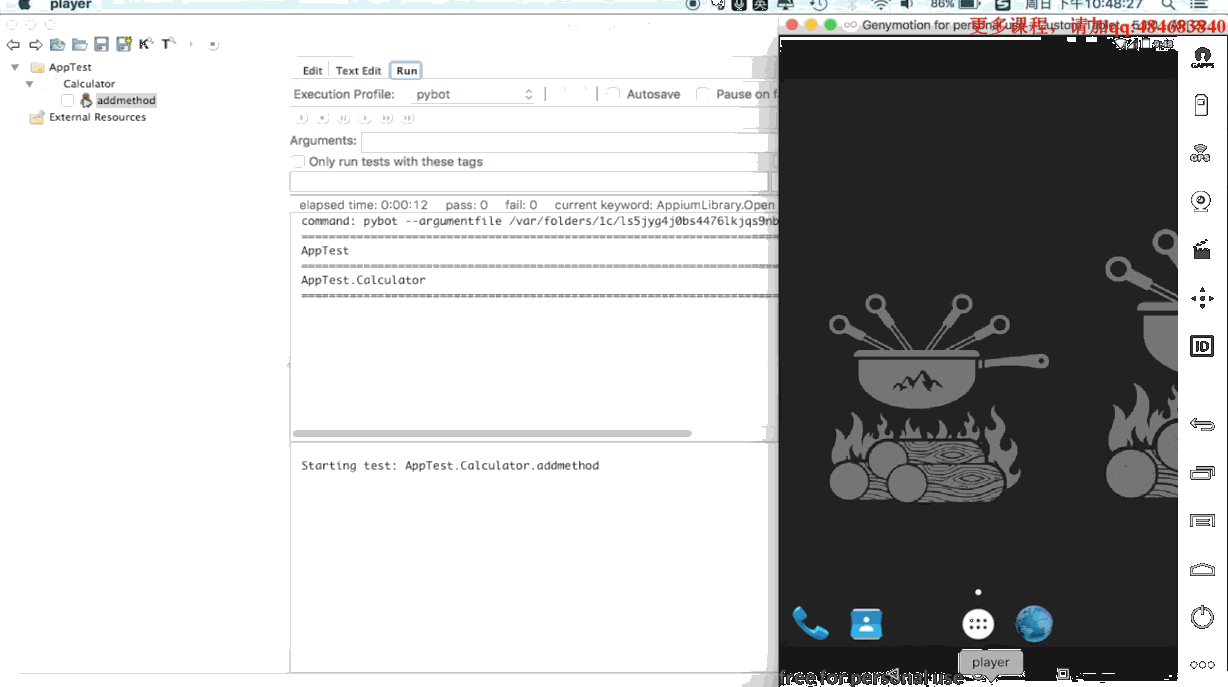 player
86%
周日 下午10:48:27
Genymotion for personal use - Custom Tablet
更多课程，请加qq:484683840
AppTest
Calculator
addmethod
External Resources
Edit Text Edit Run
Execution Profile: pybot Autosave Pause on f
Arguments:
Only run tests with these tags
elapsed time: 0:00:12 pass: 0 fail: 0 current keyword: AppiumLibrary.Open
command: pybot --argumentfile /var/folders/1c/ls5jyg4j0bs4476lkjqs9nb
AppTest
AppTest.Calculator
Starting test: AppTest.Calculator.addmethod
GAPPS
GPS
ID
player
free for personal use